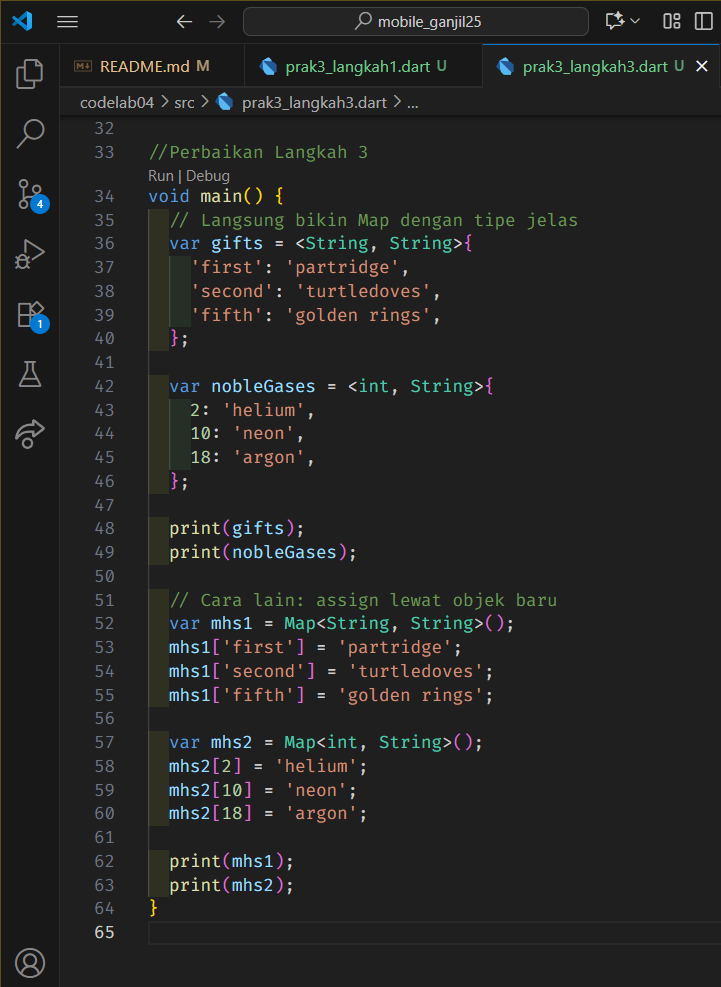 mobile_ganjil25
README.md M
prak3_langkah1.dart U
prak3_langkah3.dart U
codelab04 > src > prak3_langkah3.dart > ...
32
33 //Perbaikan Langkah 3
Run | Debug
34 void main() {
35 // Langsung bikin Map dengan tipe jelas
36 var gifts = <String, String>{
37 'first': 'partridge',
38 'second': 'turtledoves',
39 'fifth': 'golden rings',
40 };
41
42 var nobleGases = <int, String>{
43 2: 'helium',
44 10: 'neon',
45 18: 'argon',
46 };
47
48 print(gifts);
49 print(nobleGases);
50
51 // Cara lain: assign lewat objek baru
52 var mhs1 = Map<String, String>();
53 mhs1['first'] = 'partridge';
54 mhs1['second'] = 'turtledoves';
55 mhs1['fifth'] = 'golden rings';
56
57 var mhs2 = Map<int, String>();
58 mhs2[2] = 'helium';
59 mhs2[10] = 'neon';
60 mhs2[18] = 'argon';
61
62 print(mhs1);
63 print(mhs2);
64 }
65
4
1